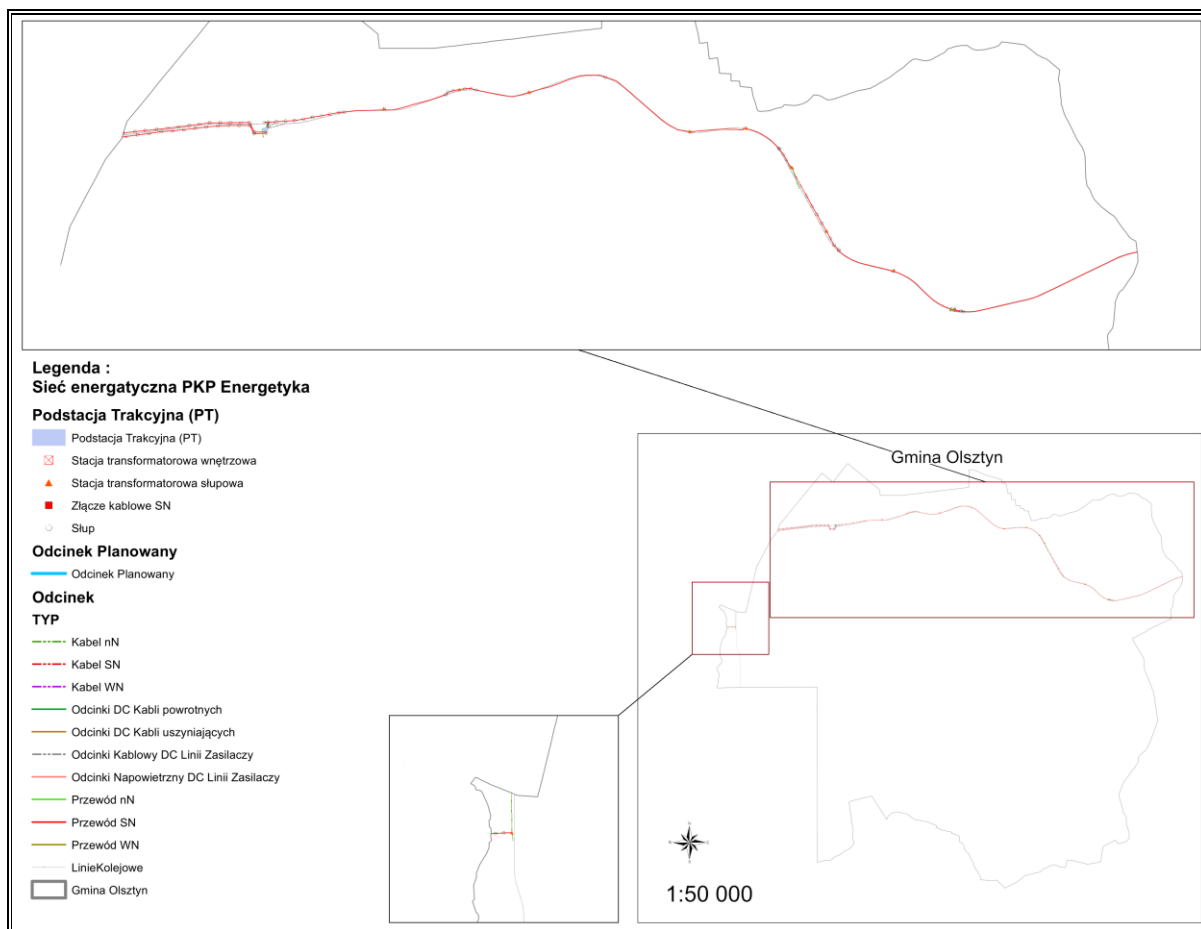 Legenda :
Sieć energatyczna PKP Energetyka
Podstacja Trakcyjna (PT)
Podstacja Trakcyjna (PT)
Stacja transformatorowa wnętrzowa
Stacja transformatorowa słupowa
Złącze kablowe SN
Słup
Odcinek Planowany
Odcinek Planowany
Odcinek
TYP
Kabel nN
Kabel SN
Kabel WN
Odcinki DC Kabli powrotnych
Odcinki DC Kabli uszyniających
Odcinki Kablowy DC Linii Zasilaczy
Odcinki Napowietrzny DC Linii Zasilaczy
Przewód nN
Przewód SN
Przewód WN
LinieKolejowe
Gmina Olsztyn
Gmina Olsztyn
1:50 000